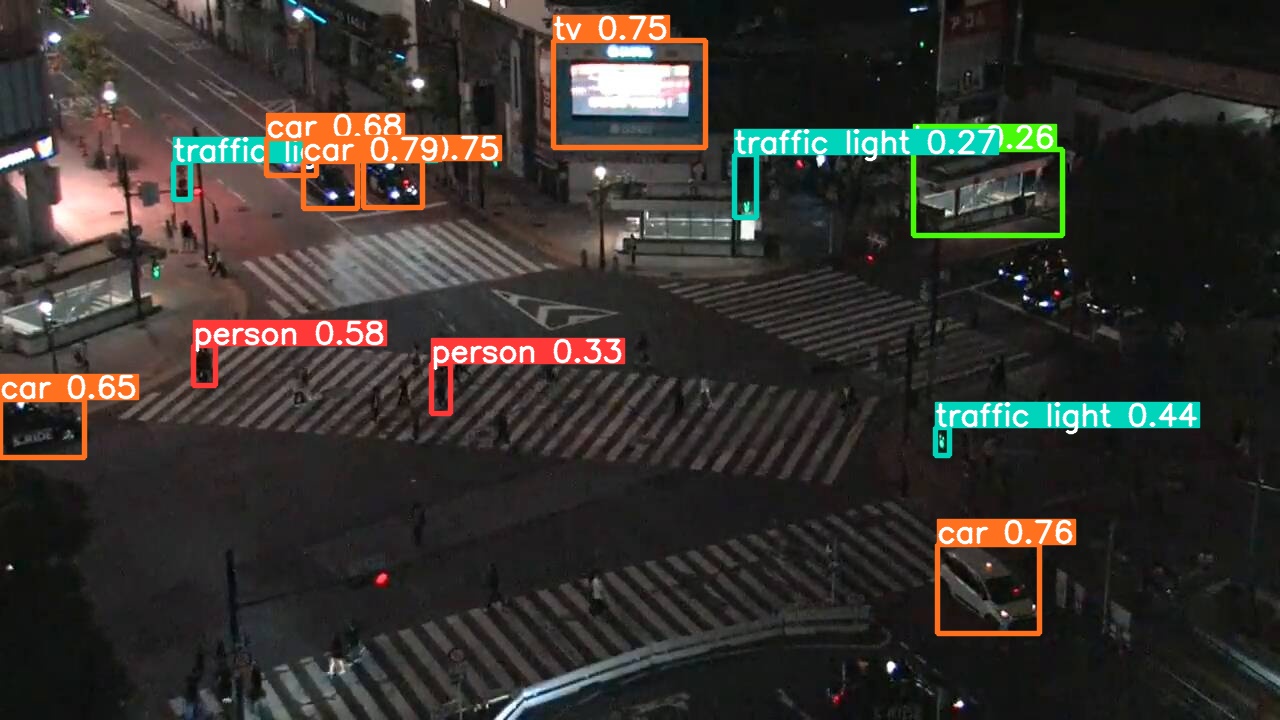 tv 0.75
car 0.68
traffic li
car 0.79
.75
traffic light 0.27
.26
person 0.58
person 0.33
car 0.65
S.RIDE
traffic light 0.44
car 0.76